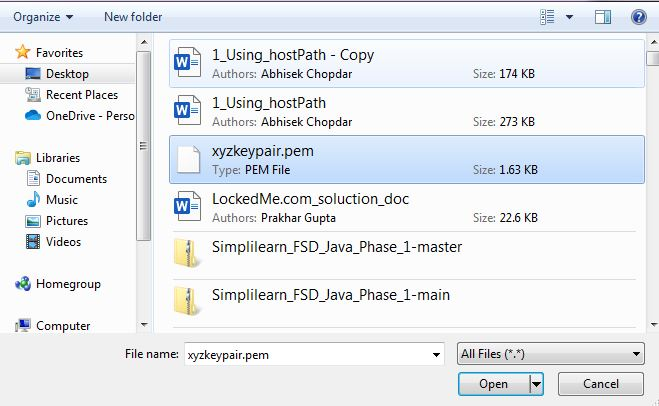 Organize New folder
Favorites
Desktop
Recent Places
OneDrive - Perso
Libraries
Documents
Music
Pictures
Videos
Homegroup
Computer
1_Using_hostPath - Copy
Authors: Abhisek Chopdar Size: 174 KB
1_Using_hostPath
Authors: Abhisek Chopdar Size: 273 KB
xyzkeypair.pem
Type: PEM File Size: 1.63 KB
LockedMe.com_soluction_doc
Authors: Prakhar Gupta Size: 22.6 KB
Simplilearn_FSD_Java_Phase_1-master
Simplilearn_FSD_Java_Phase_1-main
File name: xyzkeypair.pem All Files (*.*)
Open Cancel